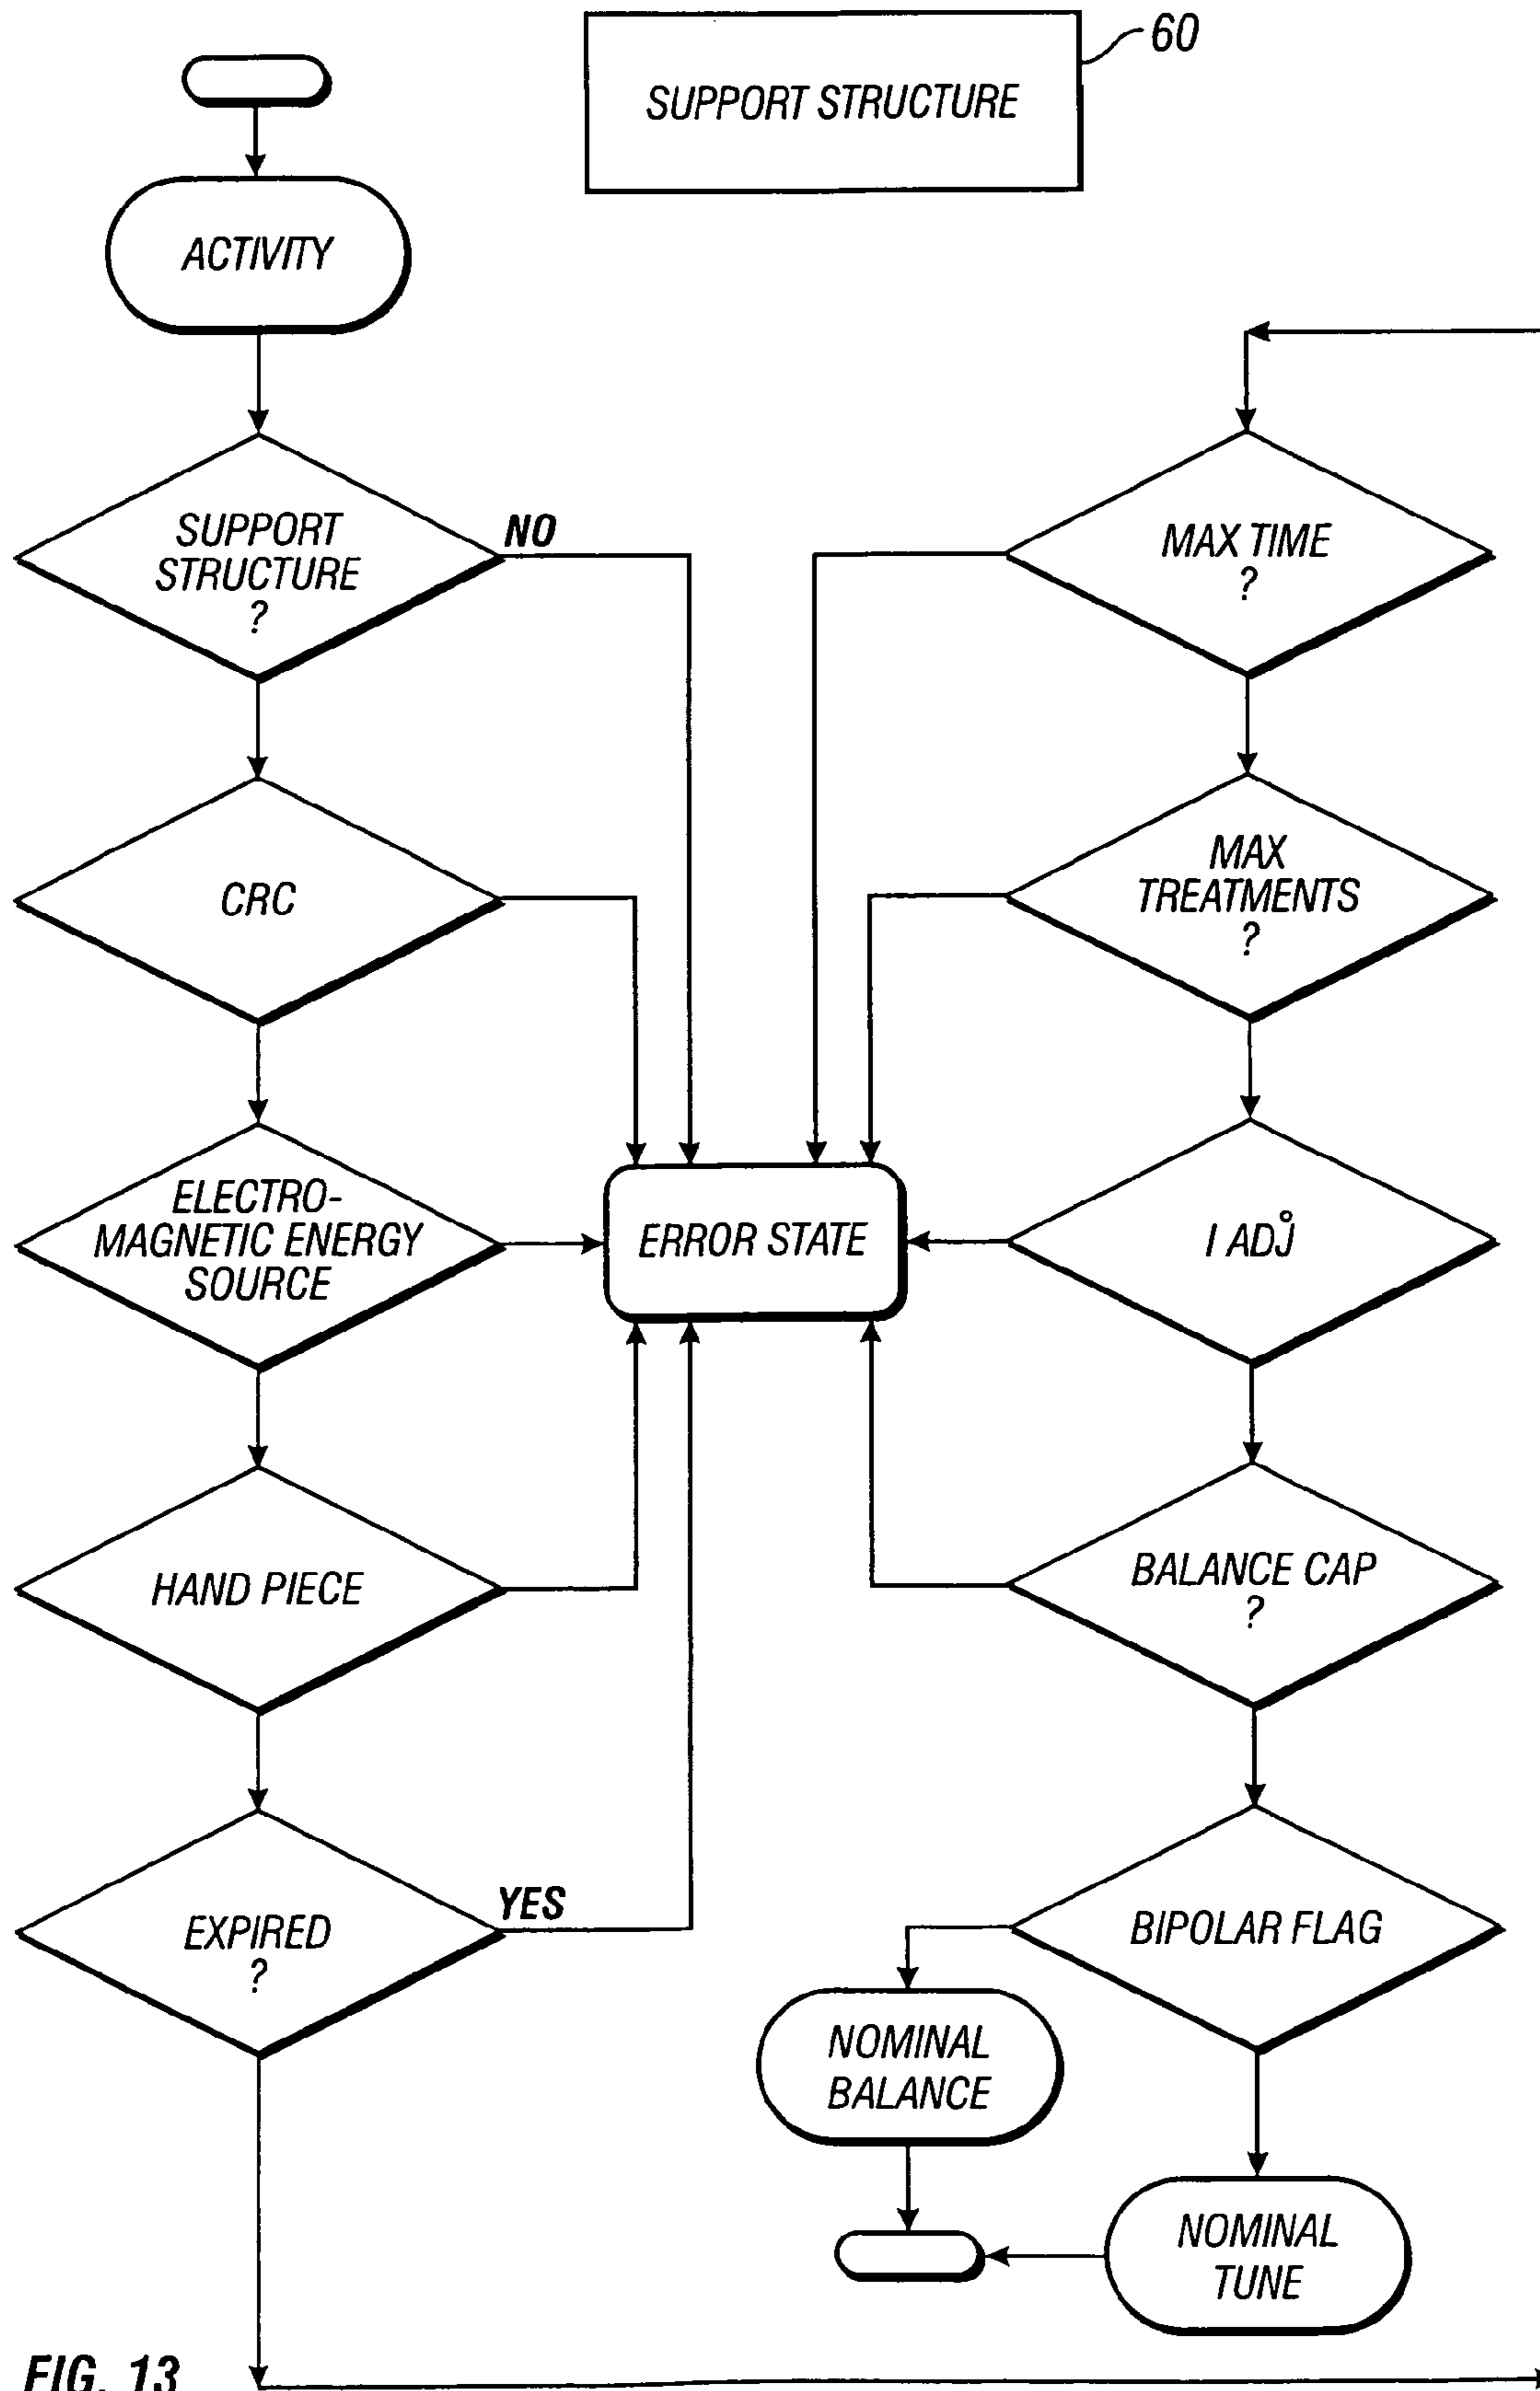 60
SUPPORT STRUCTURE
ACTIVITY
SUPPORT
STRUCTURE
?
NO
CRC
ELECTRO-
MAGNETIC ENERGY
SOURCE
HAND PIECE
EXPIRED
?
YES
ERROR STATE
MAX TIME
?
MAX
TREATMENTS
?
I ADJ°
BALANCE CAP
?
BIPOLAR FLAG
NOMINAL
BALANCE
NOMINAL
TUNE
FIG. 13